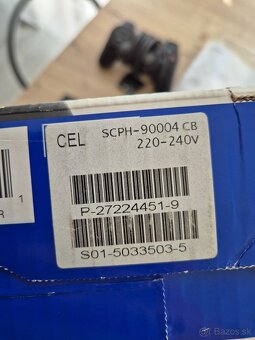 CEL SCPH-90004 CB
220-240V
P-27224451-9
S01-5033503-5
R
1
Bazos.sk